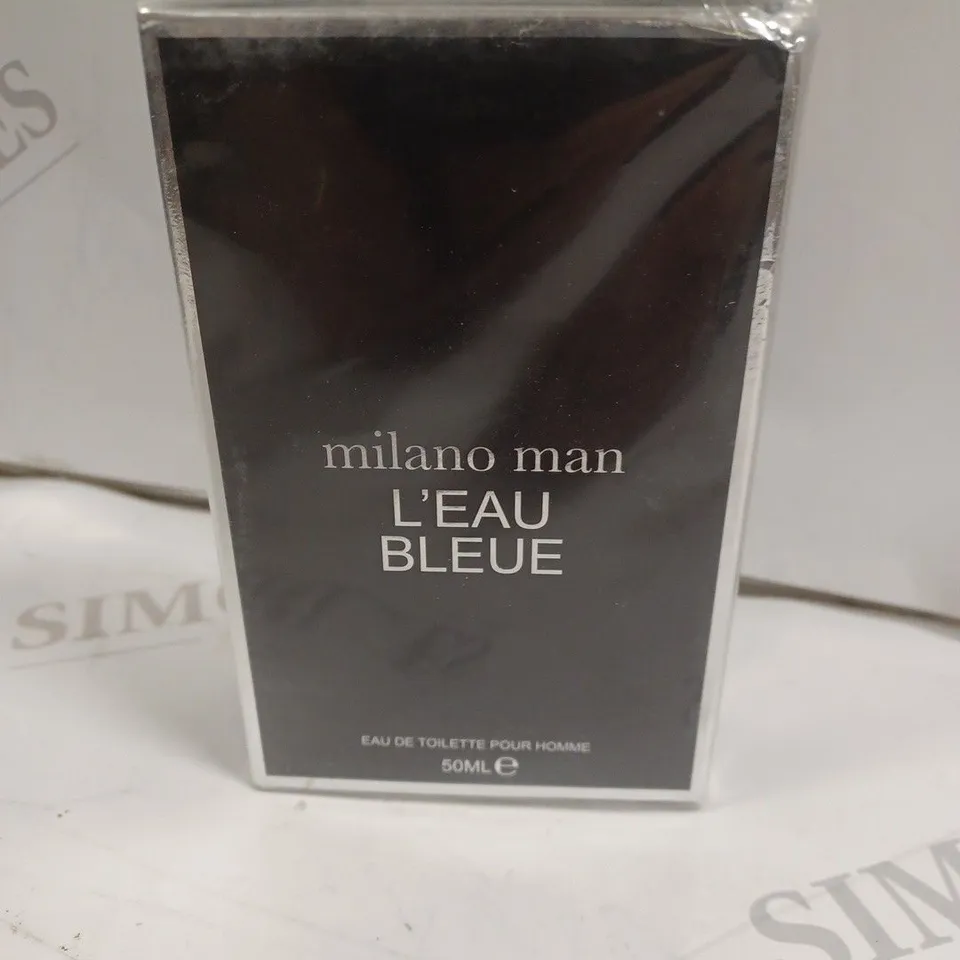 milano man
L'EAU
BLEUE
EAU DE TOILETTE POUR HOMME
50ML ℮